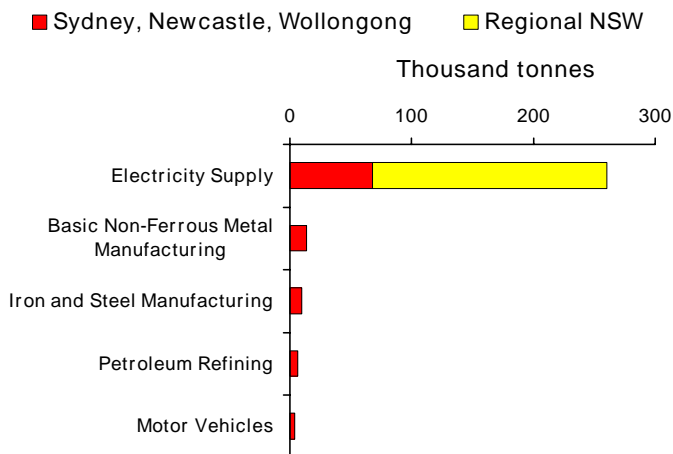 Sydney, Newcastle, Wollongong Regional NSW
Thousand tonnes
0 100 200 300
Electricity Supply
Basic Non-Ferrous Metal
Manufacturing
Iron and Steel Manufacturing
Petroleum Refining
Motor Vehicles